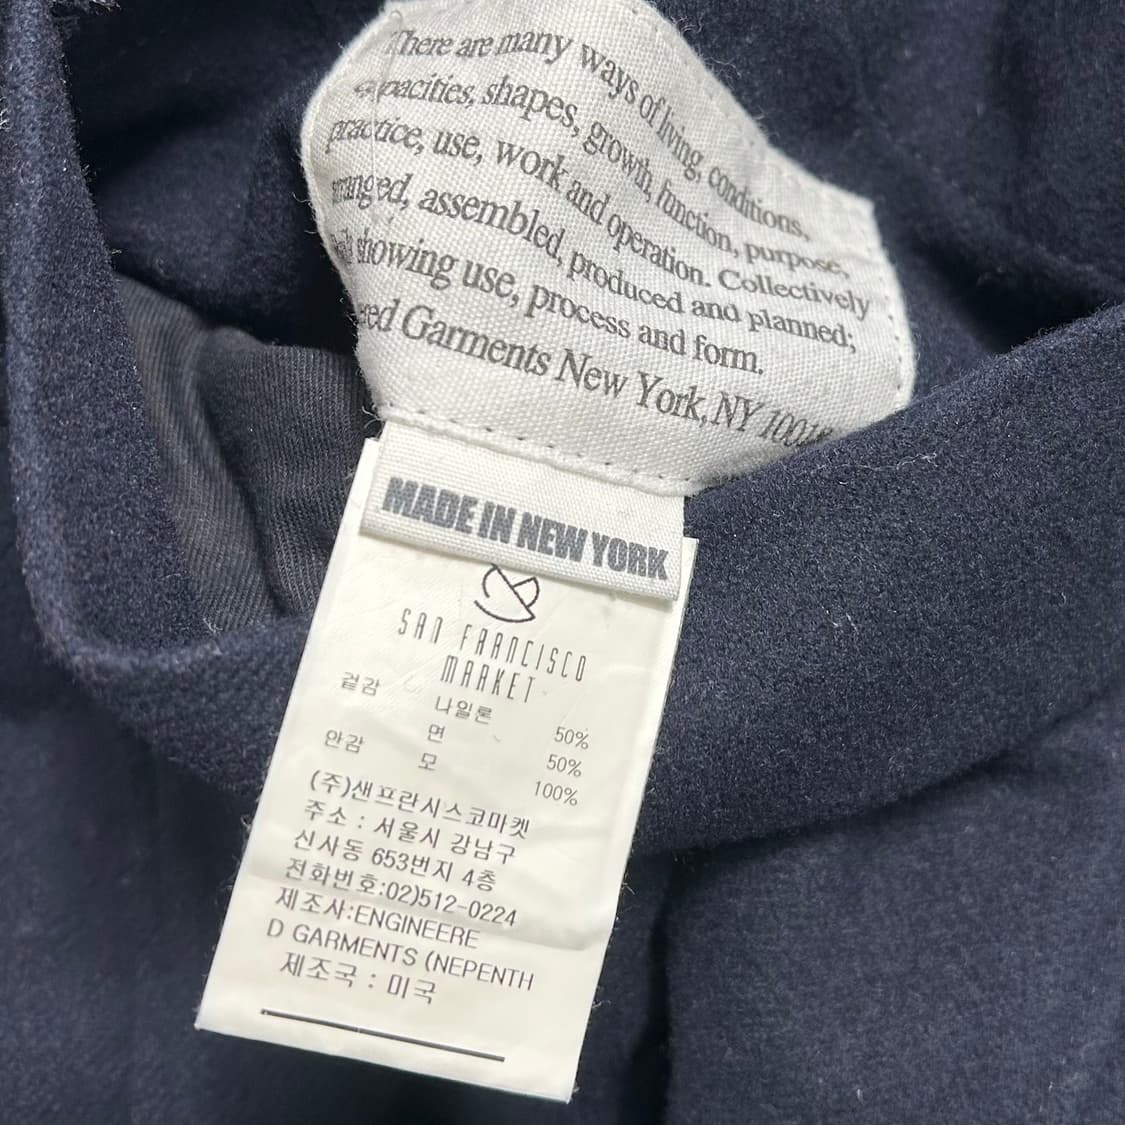 There are many ways of living, conditions,
capacities, shapes, growth, function, purpose,
practice, use, work and operation. Collectively
arranged, assembled, produced and planned;
showing use, process and form.
Garments New York, NY
MADE IN NEW YORK
SAN FRANCISCO
MARKET
겉감 나일론 50%
면 50%
안감 모 100%
(주)샌프란시스코마켓
주소 : 서울시 강남구
신사동 653번지 4층
전화번호:02)512-0224
제조사:ENGINEERE
D GARMENTS (NEPENTH
제조국 : 미국